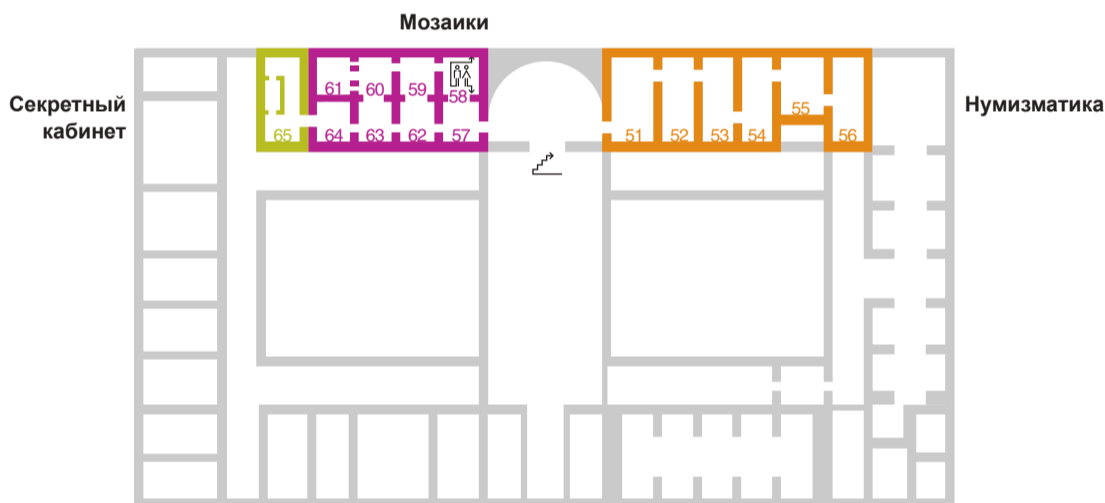 Мозаики
Секретный
кабинет
Нумизматика
61 60 59 58
65 64 63 62 57
51 52 53 54 55 56